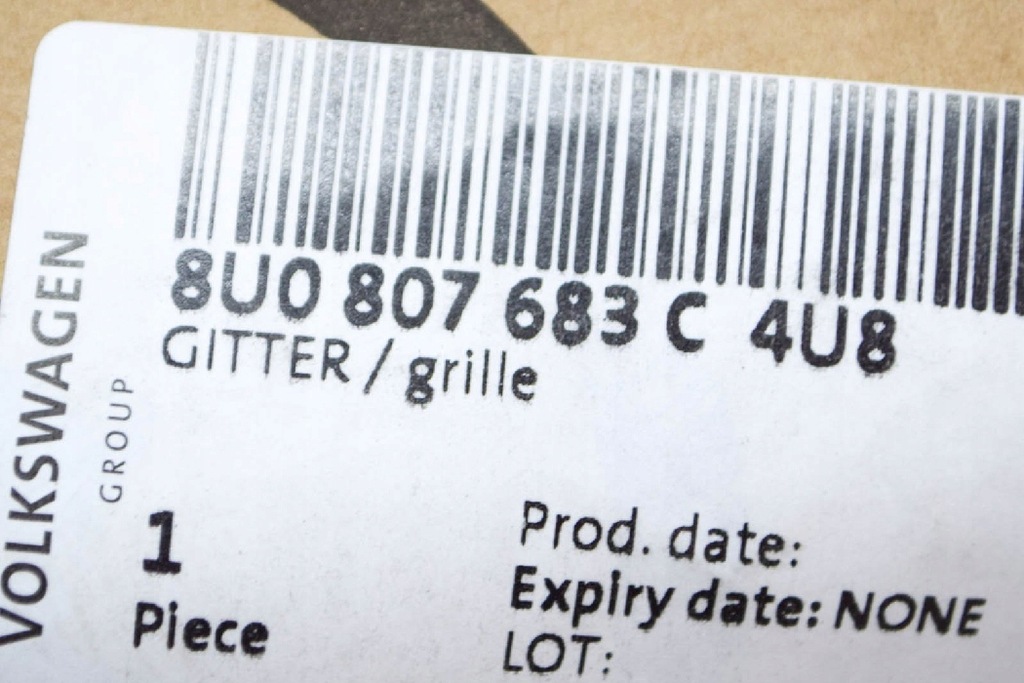 VOLKSWAGEN
GROUP
8U0 807 683 C 4U8
GITTER / grille
1
Piece
Prod. date:
Expiry date: NONE
LOT: